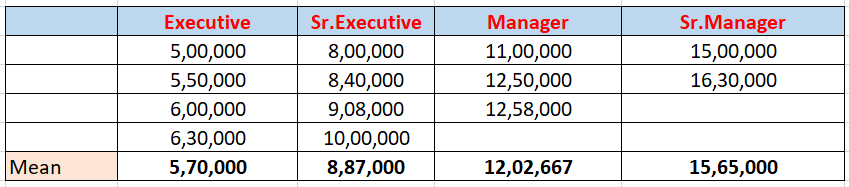 Executive Sr.Executive Manager Sr.Manager
5,00,000 8,00,000 11,00,000 15,00,000
5,50,000 8,40,000 12,50,000 16,30,000
6,00,000 9,08,000 12,58,000
6,30,000 10,00,000
Mean 5,70,000 8,87,000 12,02,667 15,65,000